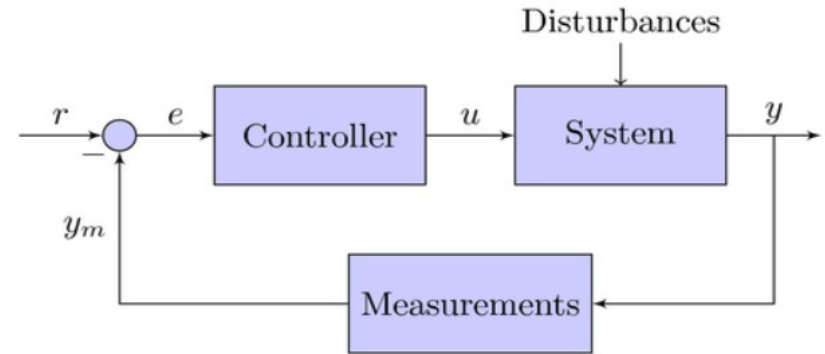 Disturbances
r
e
Controller
u
System
y
−
y_m
Measurements